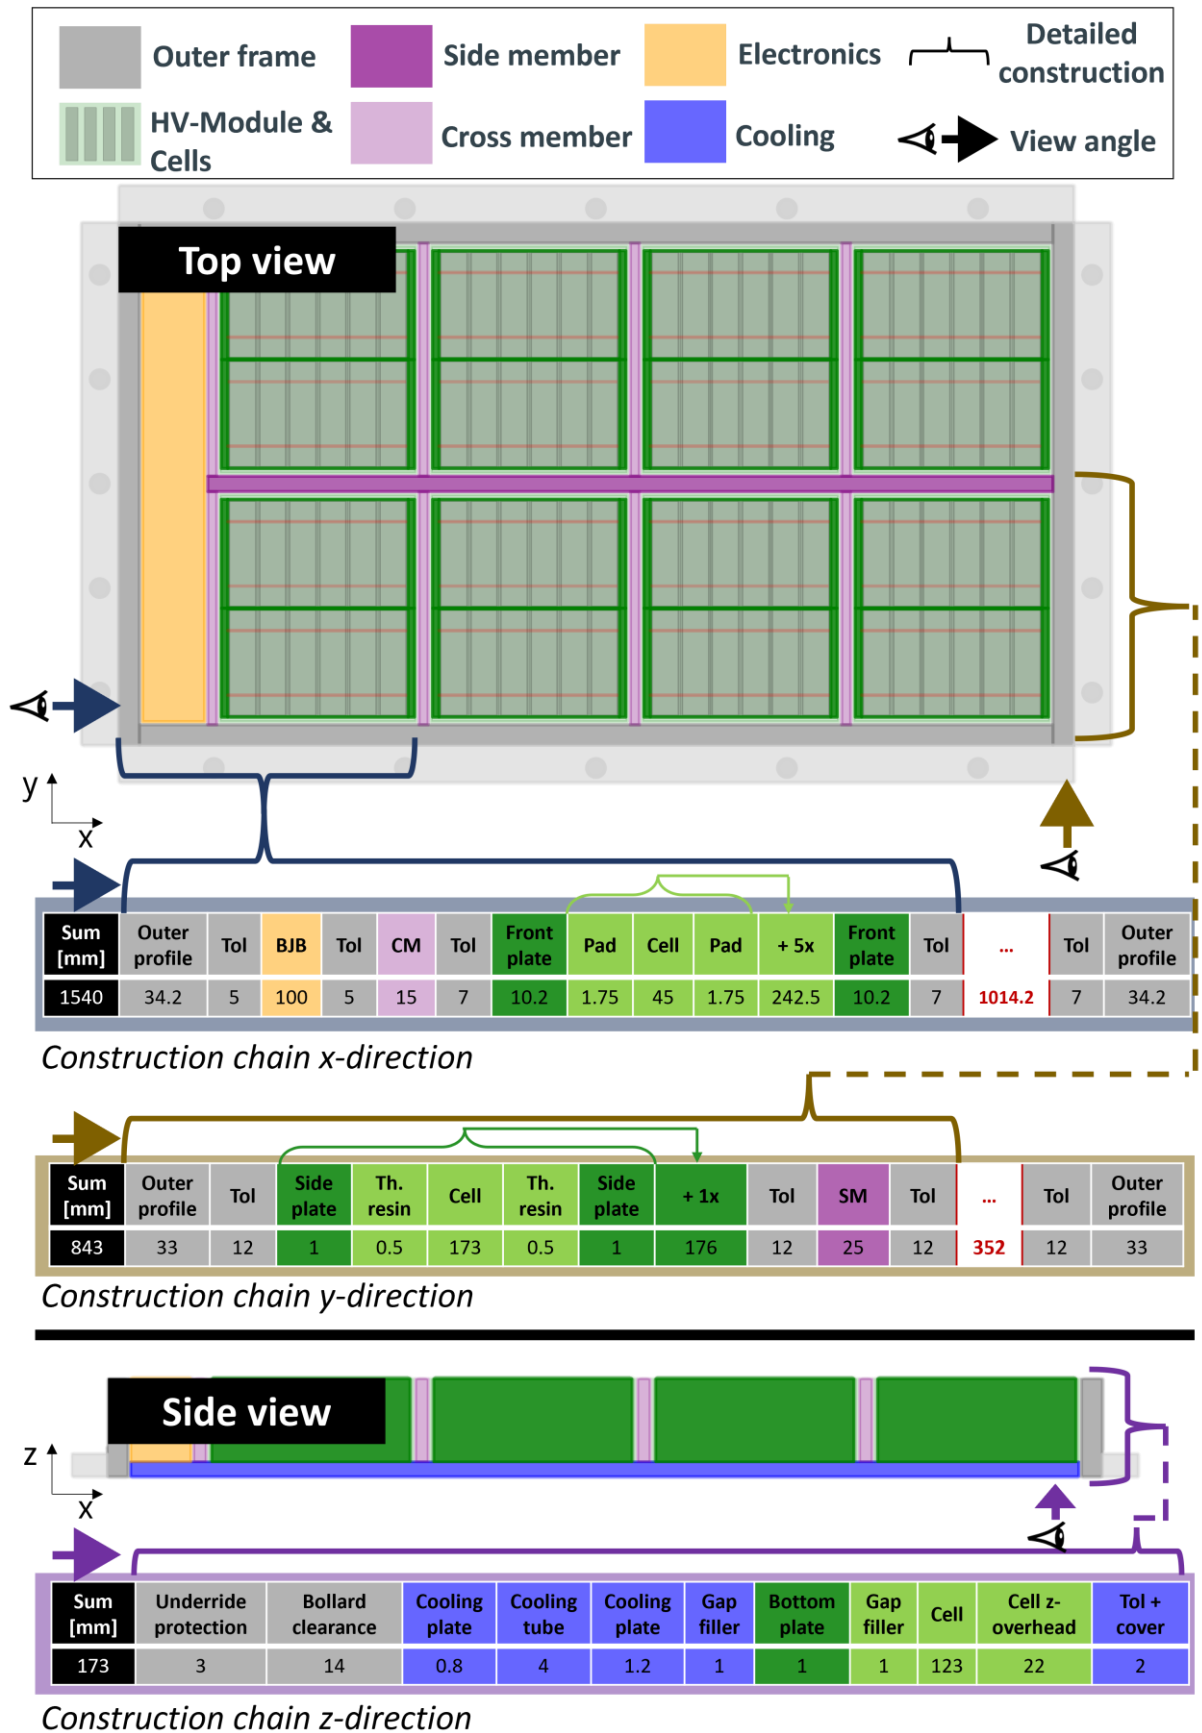 Outer frame
Side member
Electronics
Detailed
construction
HV-Module &
Cells
Cross member
Cooling
View angle
Top view
y
x
Sum
[mm] Outer
profile Tol BJB Tol CM Tol Front
plate Pad Cell Pad + 5x Front
plate Tol ... Tol Outer
profile
1540 34.2 5 100 5 15 7 10.2 1.75 45 1.75 242.5 10.2 7 1014.2 7 34.2
Construction chain x-direction
Sum
[mm] Outer
profile Tol Side
plate Th.
resin Cell Th.
resin Side
plate + 1x Tol SM Tol ... Tol Outer
profile
843 33 12 1 0.5 173 0.5 1 176 12 25 12 352 12 33
Construction chain y-direction
Side view
z
x
Sum
[mm] Underride
protection Bollard
clearance Cooling
plate Cooling
tube Cooling
plate Gap
filler Bottom
plate Gap
filler Cell Cell z-
overhead Tol +
cover
173 3 14 0.8 4 1.2 1 1 1 123 22 2
Construction chain z-direction